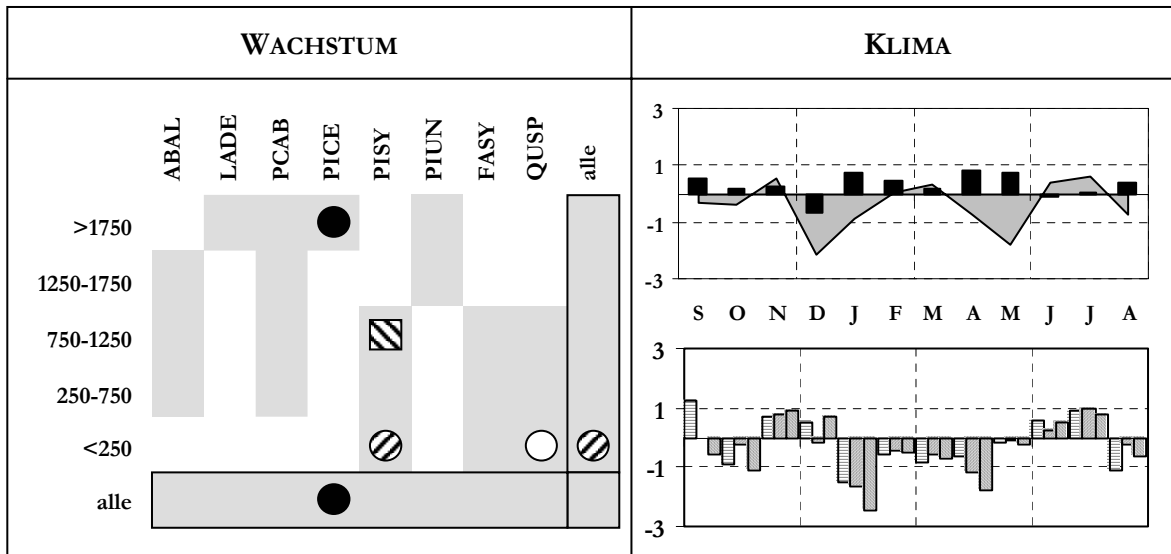 WACHSTUM
KLIMA
ABAL LADE PCAB PICE PISY PIUN FASY QUSP alle
>1750
1250-1750
750-1250
250-750
<250
alle
3
1
-1
-3
S O N D J F M A M J J A
3
1
-1
-3